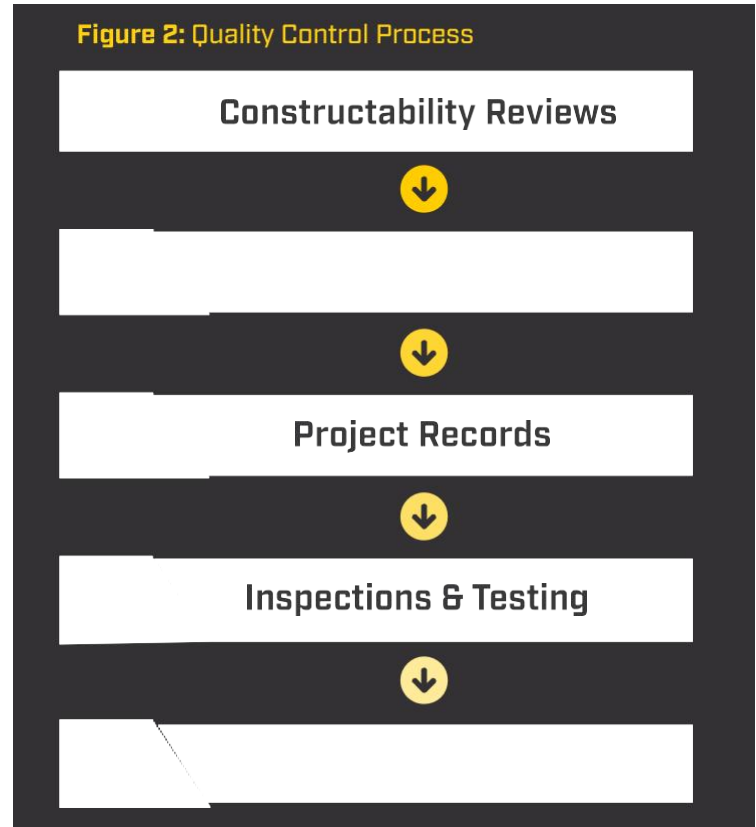 Figure 2: Quality Control Process
Constructability Reviews
Project Records
Inspections & Testing